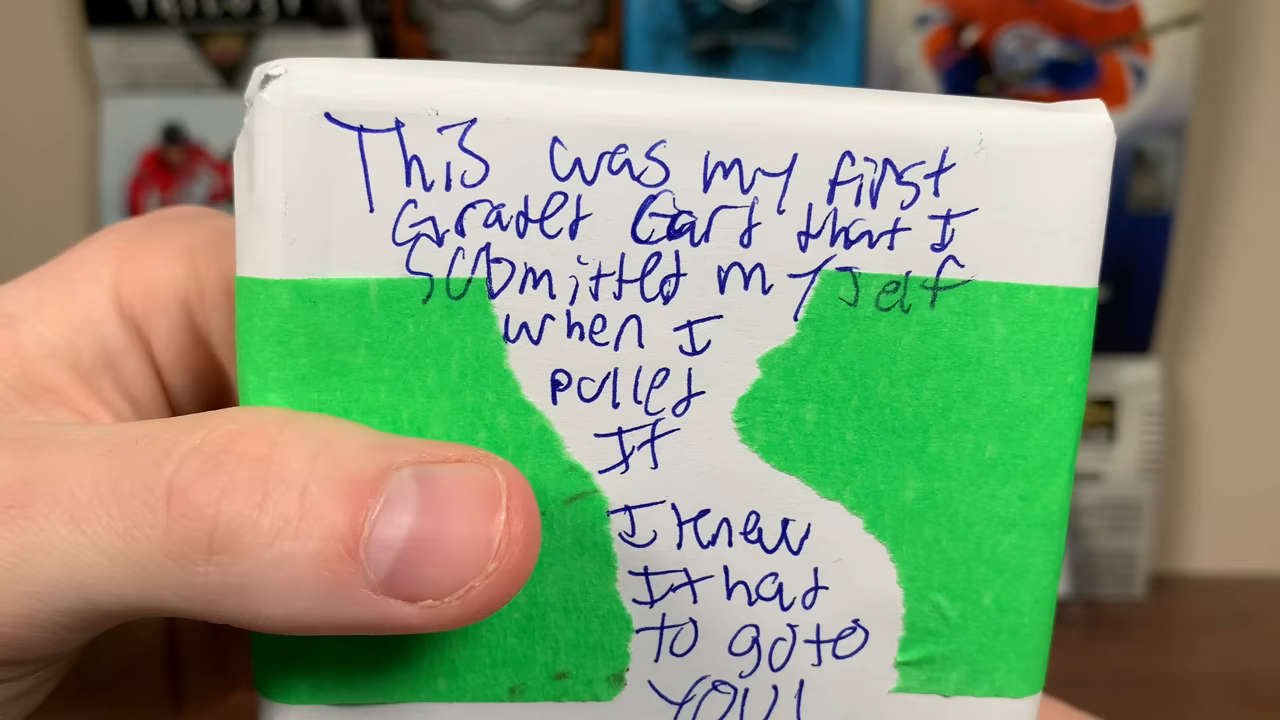 TRILOGY
This was my first
Graded Card that I
submitted myself
when I
pulled
It
I knew
It had
to go to
YOU!